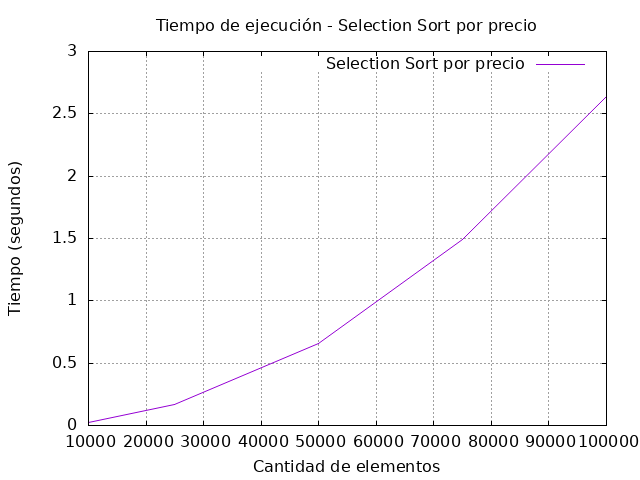 Tiempo de ejecución - Selection Sort por precio
Selection Sort por precio
3
2.5
2
1.5
1
0.5
0
Tiempo (segundos)
10000 20000 30000 40000 50000 60000 70000 80000 90000 100000
Cantidad de elementos